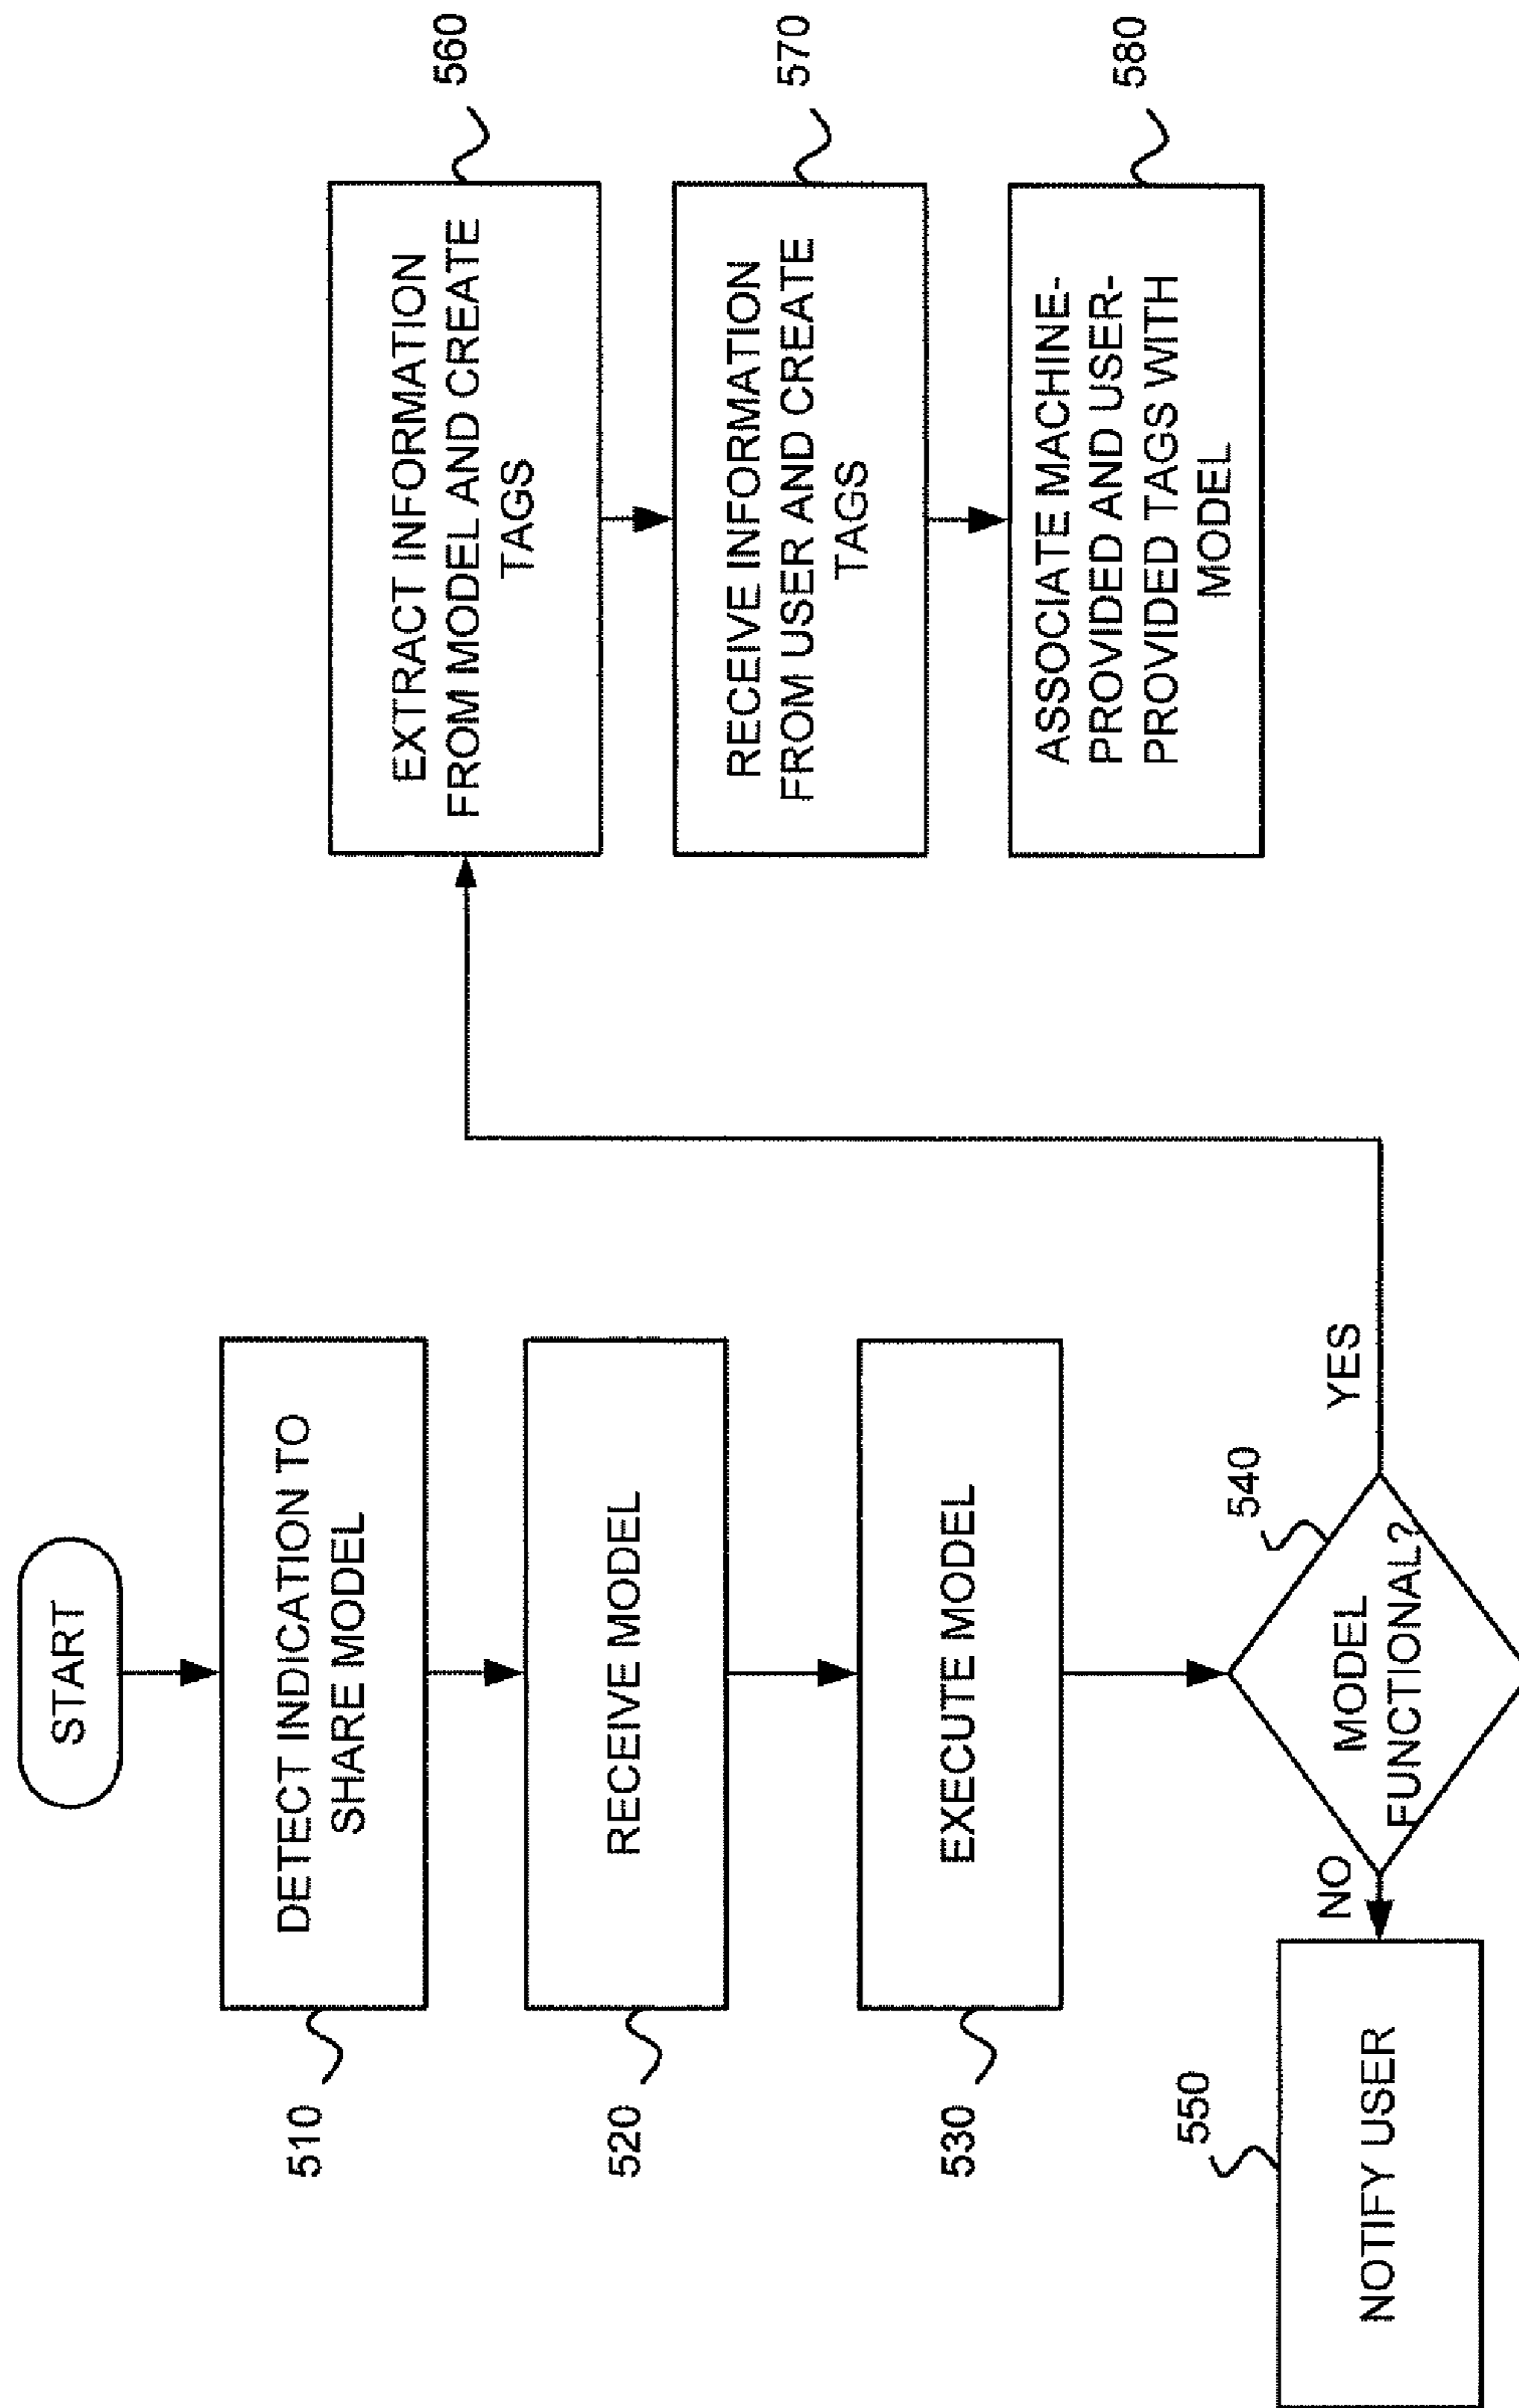 START
DETECT INDICATION TO
SHARE MODEL
510
RECEIVE MODEL
520
EXECUTE MODEL
530
MODEL
FUNCTIONAL?
540
NO
YES
NOTIFY USER
550
EXTRACT INFORMATION
FROM MODEL AND CREATE
TAGS
560
RECEIVE INFORMATION
FROM USER AND CREATE
TAGS
570
ASSOCIATE MACHINE-
PROVIDED AND USER-
PROVIDED TAGS WITH
MODEL
580